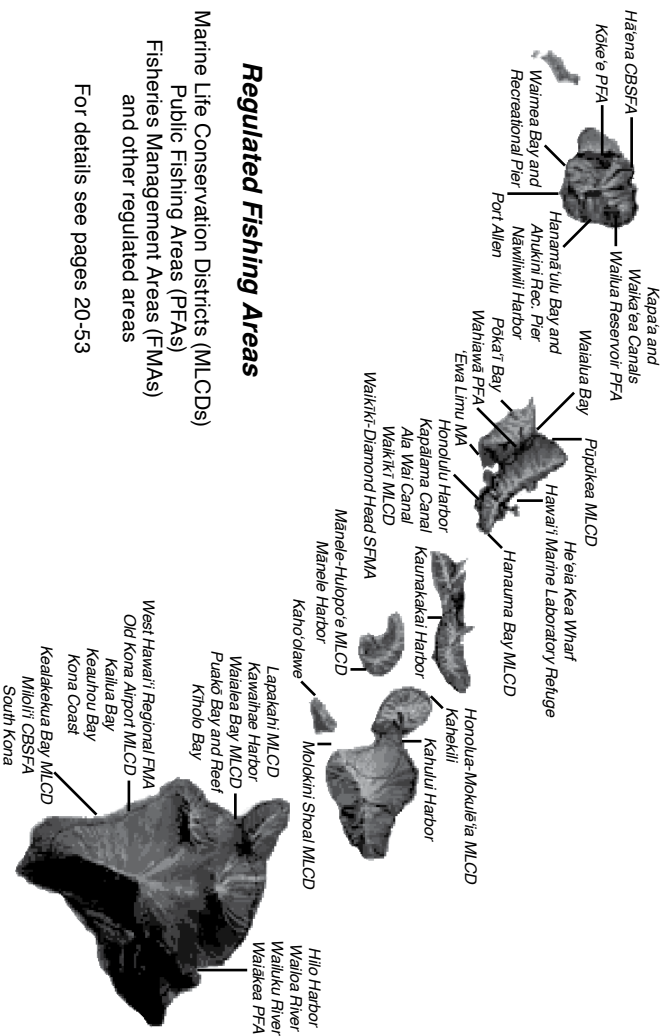 Hā'ena CBSFA
Kōke'e PFA
Waimea Bay and
Recreational Pier
Port Allen
Kapa'a and
Waika'ea Canals
Wailua Reservoir PFA
Hanamā'ulu Bay and
Ahukini Rec. Pier
Nāwiliwili Harbor
Pūpūkea MLCD
Waialua Bay
Pōka'ī Bay
Wahiawā PFA
'Ewa Limu MA
He'eia Kea Wharf
Hawai'i Marine Laboratory Refuge
Hanauma Bay MLCD
Honolulu Harbor
Kapālama Canal
Ala Wai Canal
Waikīkī MLCD
Waikīkī-Diamond Head SFMA
Kaunakakai Harbor
Mānele-Hulopo'e MLCD
Mānele Harbor
Kaho'olawe
Honolua-Mokulē'ia MLCD
Kahekili
Kahului Harbor
Molokini Shoal MLCD
Lapakahi MLCD
Kawaihae Harbor
Waialea Bay MLCD
Puakō Bay and Reef
Kīholo Bay
West Hawai'i Regional FMA
Old Kona Airport MLCD
Kailua Bay
Keauhou Bay
Kona Coast
Kealakekua Bay MLCD
Miloli'i CBSFA
South Kona
Hilo Harbor
Wailoa River
Wailuku River
Waiākea PFA
Regulated Fishing Areas
Marine Life Conservation Districts (MLCDs)
Public Fishing Areas (PFAs)
Fisheries Management Areas (FMAs)
and other regulated areas
For details see pages 20-53